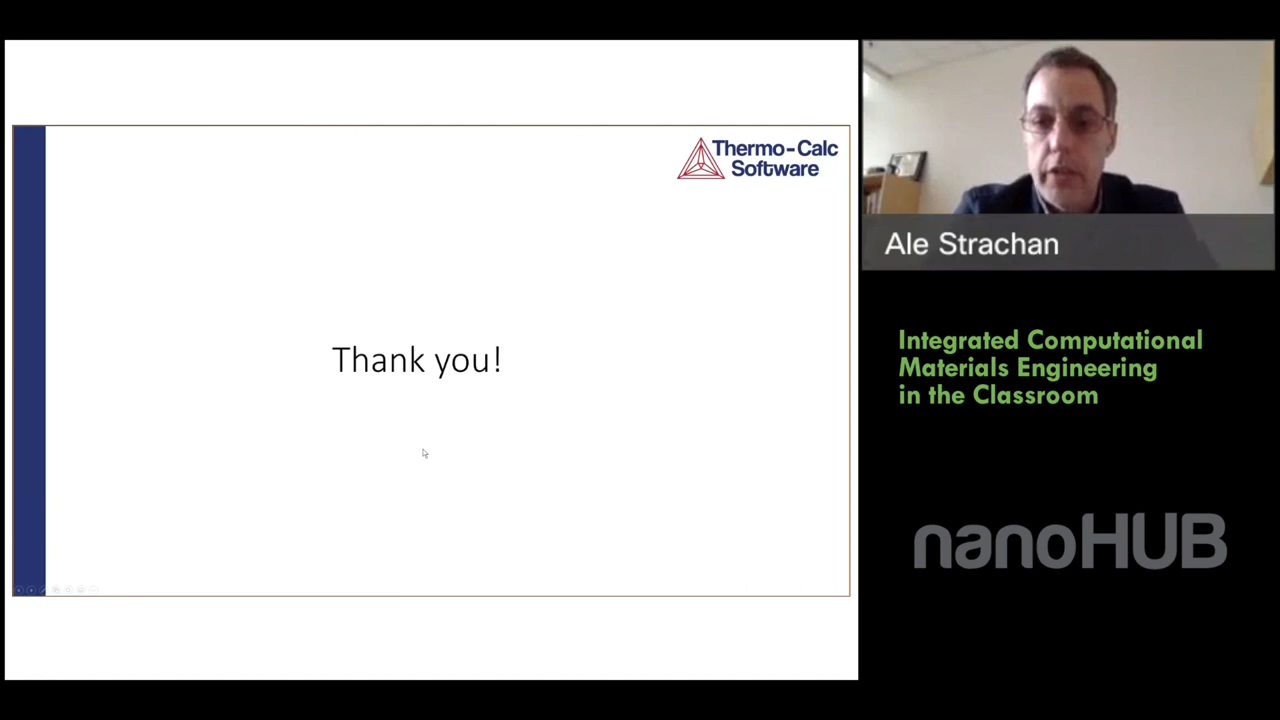 Thermo-Calc
Software
Thank you!
Ale Strachan
Integrated Computational
Materials Engineering
in the Classroom
nanoHUB